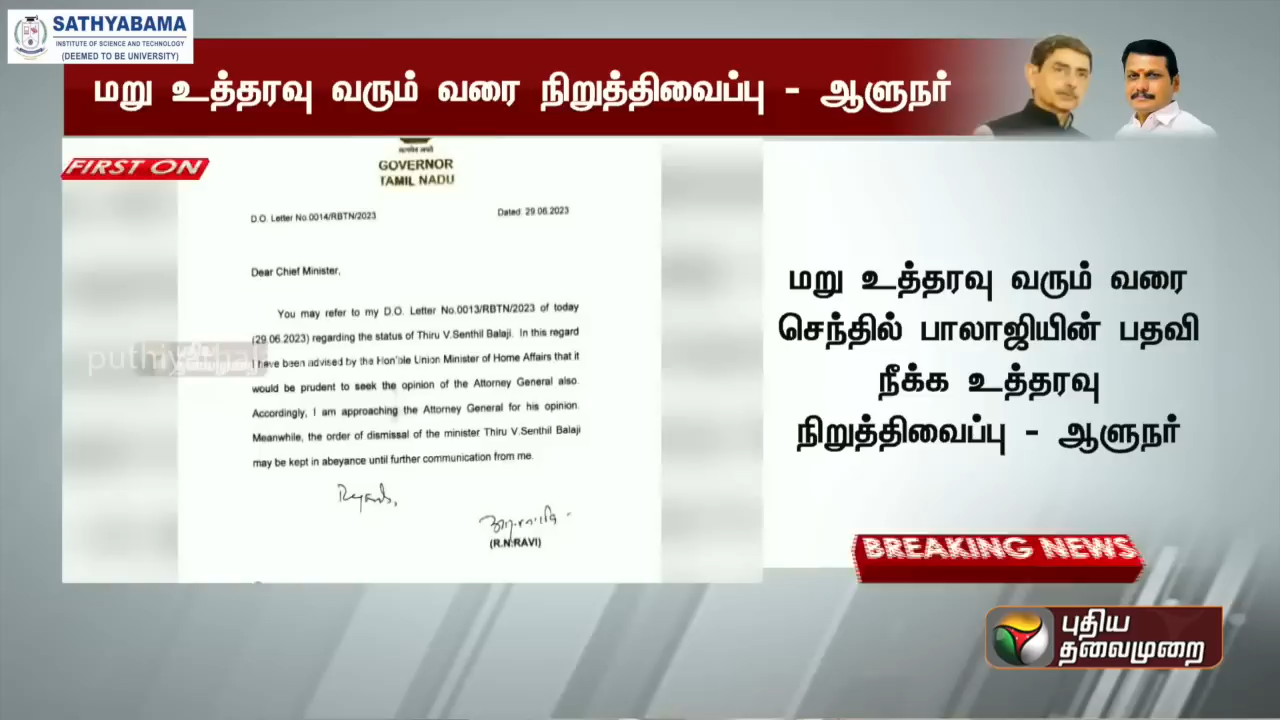 SATHYABAMA
INSTITUTE OF SCIENCE AND TECHNOLOGY
(DEEMED TO BE UNIVERSITY)
மறு உத்தரவு வரும் வரை நிறுத்திவைப்பு - ஆளுநர்
FIRST ON
GOVERNOR
TAMIL NADU
D.O. Letter No.0014/RBTN/2023
Dated 29.06.2023
Dear Chief Minister,
You may refer to my D.O. Letter No.0013/RBTN/2023 of today
(29.06.2023) regarding the status of Thiru V.Senthil Balaji. In this regard
I have been advised by the Hon'ble Union Minister of Home Affairs that it
would be prudent to seek the opinion of the Attorney General also.
Accordingly, I am approaching the Attorney General for his opinion.
Meanwhile, the order of dismissal of the minister Thiru V.Senthil Balaji
may be kept in abeyance until further communication from me.
Regards,
(R.N.RAVI)
மறு உத்தரவு வரும் வரை
செந்தில் பாலாஜியின் பதவி
நீக்க உத்தரவு
நிறுத்திவைப்பு - ஆளுநர்
BREAKING NEWS
புதிய
தலைமுறை